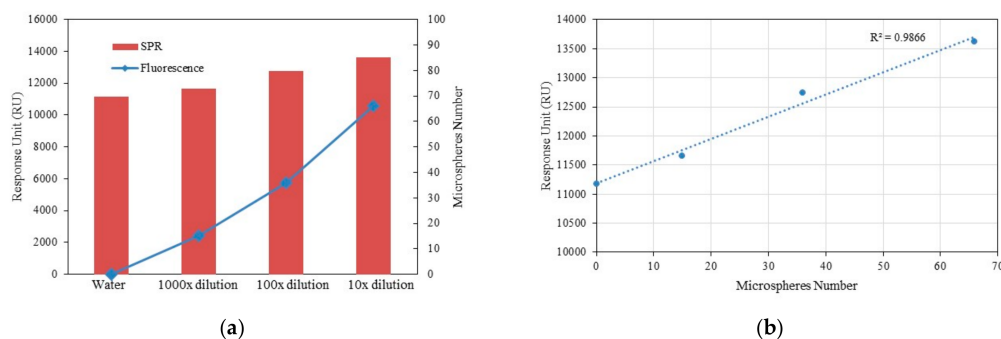 16000
14000
12000
10000
8000
6000
4000
2000
0
Response Unit (RU)
SPR
Fluorescence
100
90
80
70
60
50
40
30
20
10
0
Microspheres Number
Water 1000x dilution 100x dilution 10x dilution
(a)
14000
13500
13000
12500
12000
11500
11000
10500
10000
Response Unit (RU)
R² = 0.9866
0 10 20 30 40 50 60 70
Microspheres Number
(b)